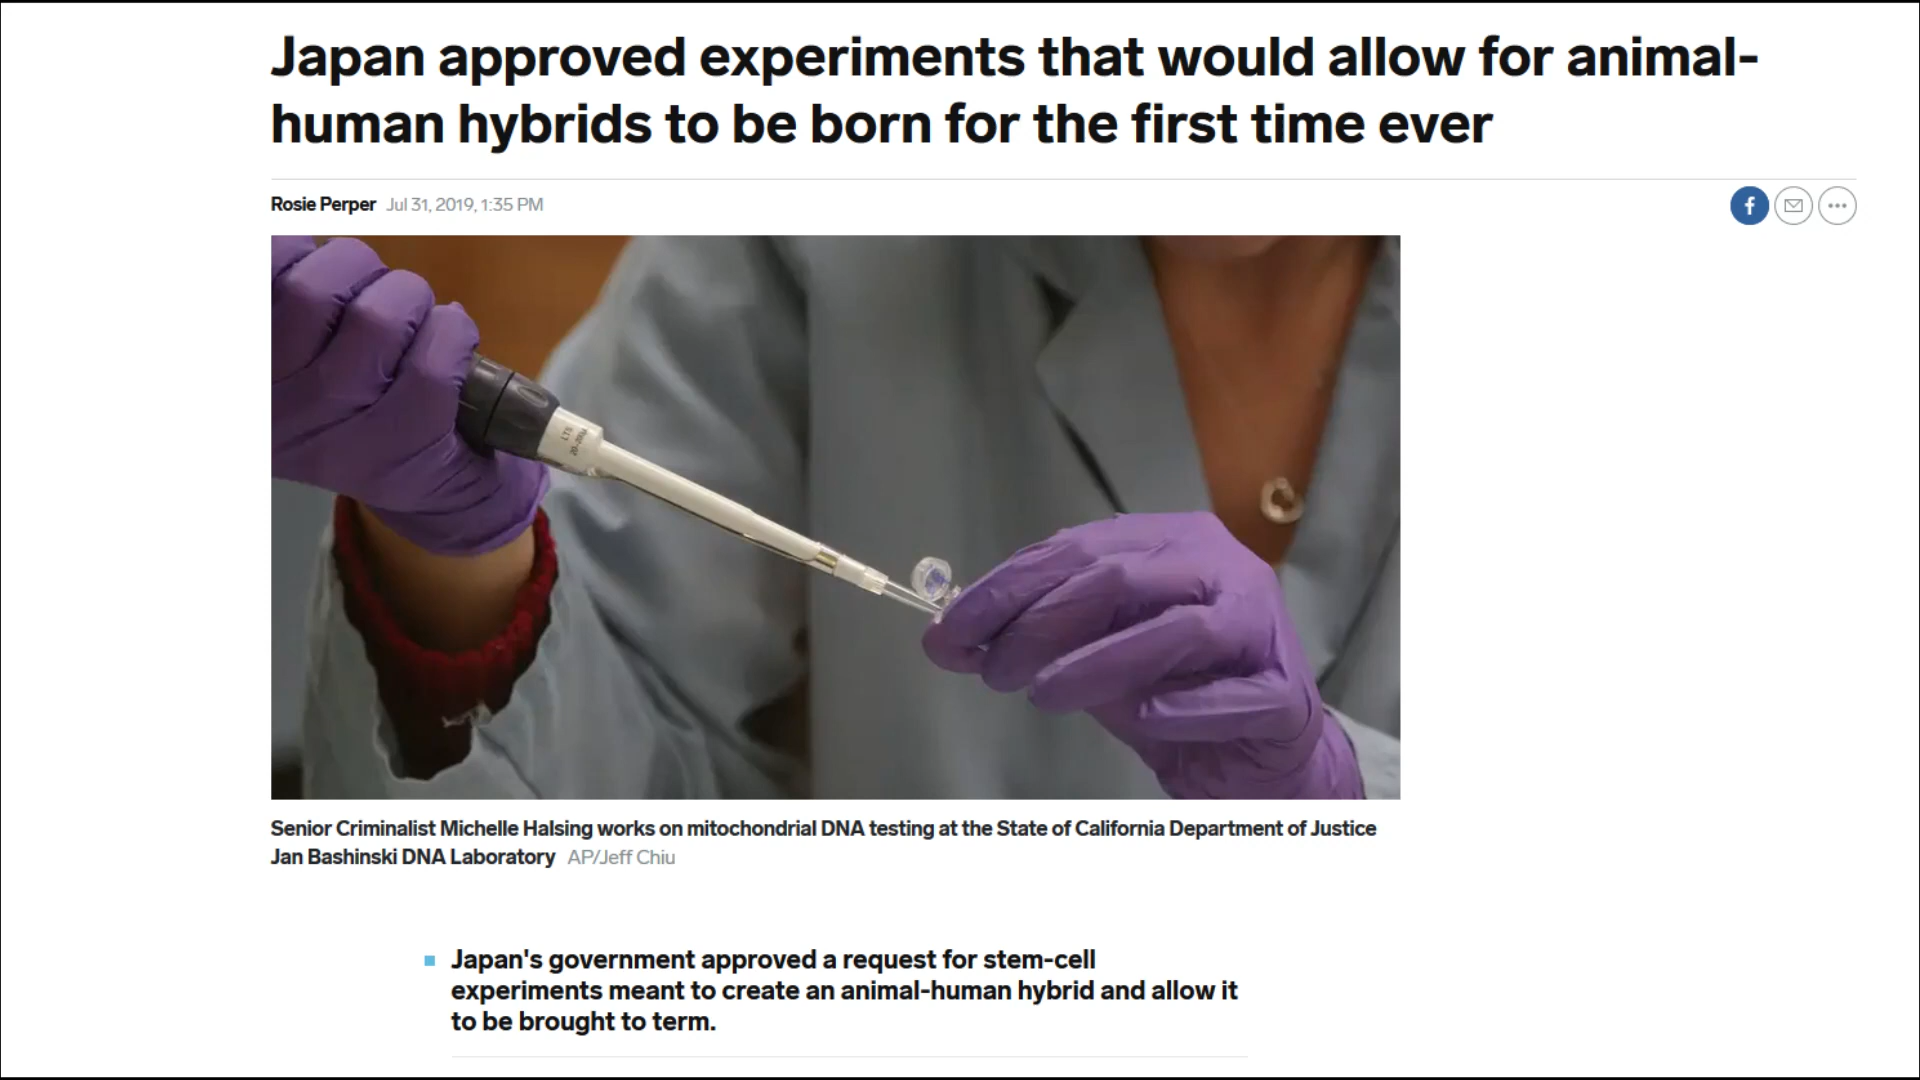 Japan approved experiments that would allow for animal-
human hybrids to be born for the first time ever
Rosie Perper Jul 31, 2019, 1:35 PM
f
LTS
Senior Criminalist Michelle Halsing works on mitochondrial DNA testing at the State of California Department of Justice
Jan Bashinski DNA Laboratory AP/Jeff Chiu
Japan's government approved a request for stem-cell
experiments meant to create an animal-human hybrid and allow it
to be brought to term.